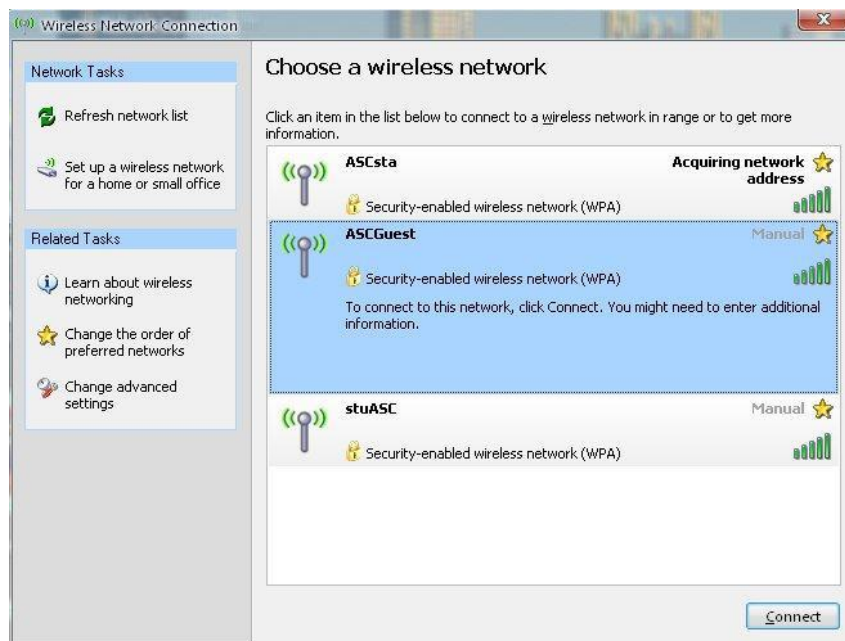 Wireless Network Connection
Network Tasks
Refresh network list
Set up a wireless network
for a home or small office
Related Tasks
Learn about wireless
networking
Change the order of
preferred networks
Change advanced
settings
Choose a wireless network
Click an item in the list below to connect to a wireless network in range or to get more
information.
ASCsta
Acquiring network
address
Security-enabled wireless network (WPA)
ASCGuest
Manual
Security-enabled wireless network (WPA)
To connect to this network, click Connect. You might need to enter additional
information.
stuASC
Manual
Security-enabled wireless network (WPA)
Connect